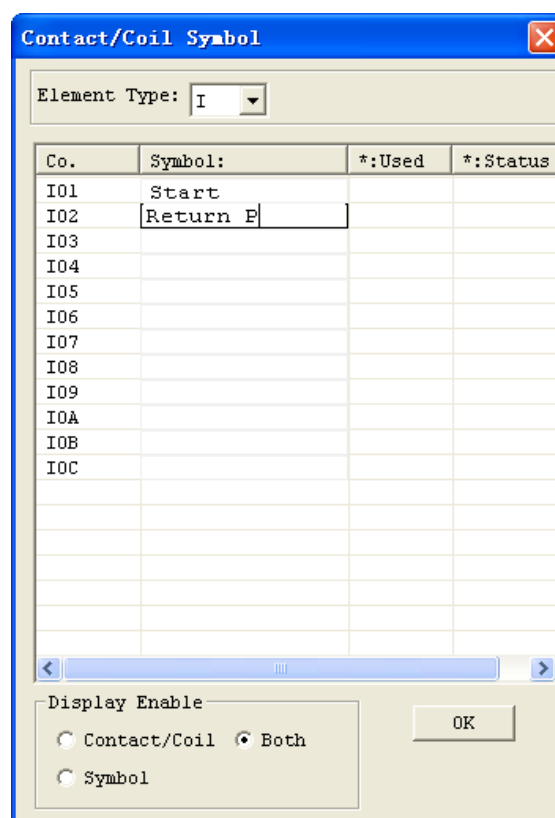 Contact/Coil Symbol
Element Type: I
Co. Symbol: *:Used *:Status
I01 Start
I02 Return P
I03
I04
I05
I06
I07
I08
I09
I0A
I0B
I0C
Display Enable
Contact/Coil Both
Symbol
OK